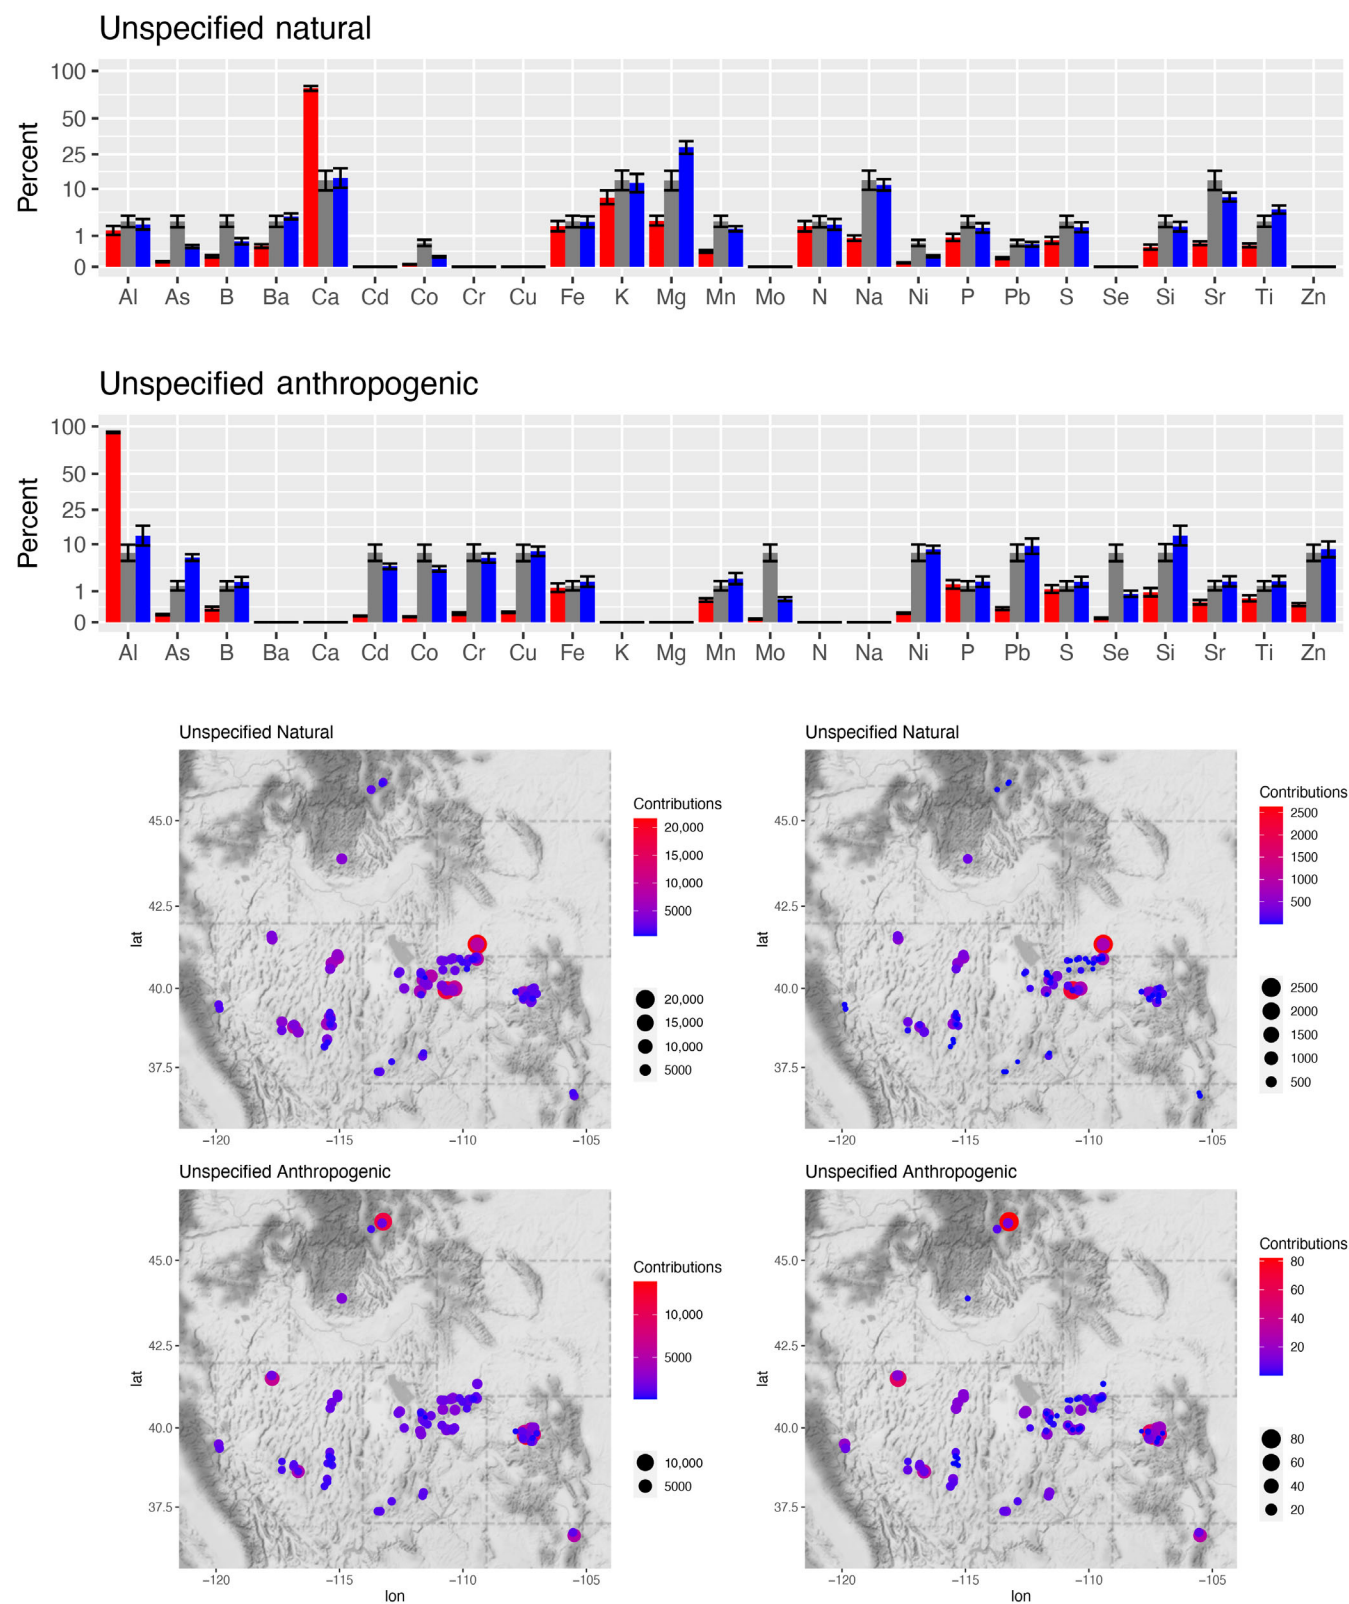 Unspecified natural
Percent
100
50
25
10
1
0
Al As B Ba Ca Cd Co Cr Cu Fe K Mg Mn Mo N Na Ni P Pb S Se Si Sr Ti Zn
Unspecified anthropogenic
Percent
100
50
25
10
1
0
Al As B Ba Ca Cd Co Cr Cu Fe K Mg Mn Mo N Na Ni P Pb S Se Si Sr Ti Zn
Unspecified Natural
lat
45.0
42.5
40.0
37.5
−120 −115 −110 −105
Contributions
20,000
15,000
10,000
5000
20,000
15,000
10,000
5000
Unspecified Natural
lat
45.0
42.5
40.0
37.5
−120 −115 −110 −105
Contributions
2500
2000
1500
1000
500
2500
2000
1500
1000
500
Unspecified Anthropogenic
lat
45.0
42.5
40.0
37.5
−120 −115 −110 −105
lon
Contributions
10,000
5000
10,000
5000
Unspecified Anthropogenic
lat
45.0
42.5
40.0
37.5
−120 −115 −110 −105
lon
Contributions
80
60
40
20
80
60
40
20